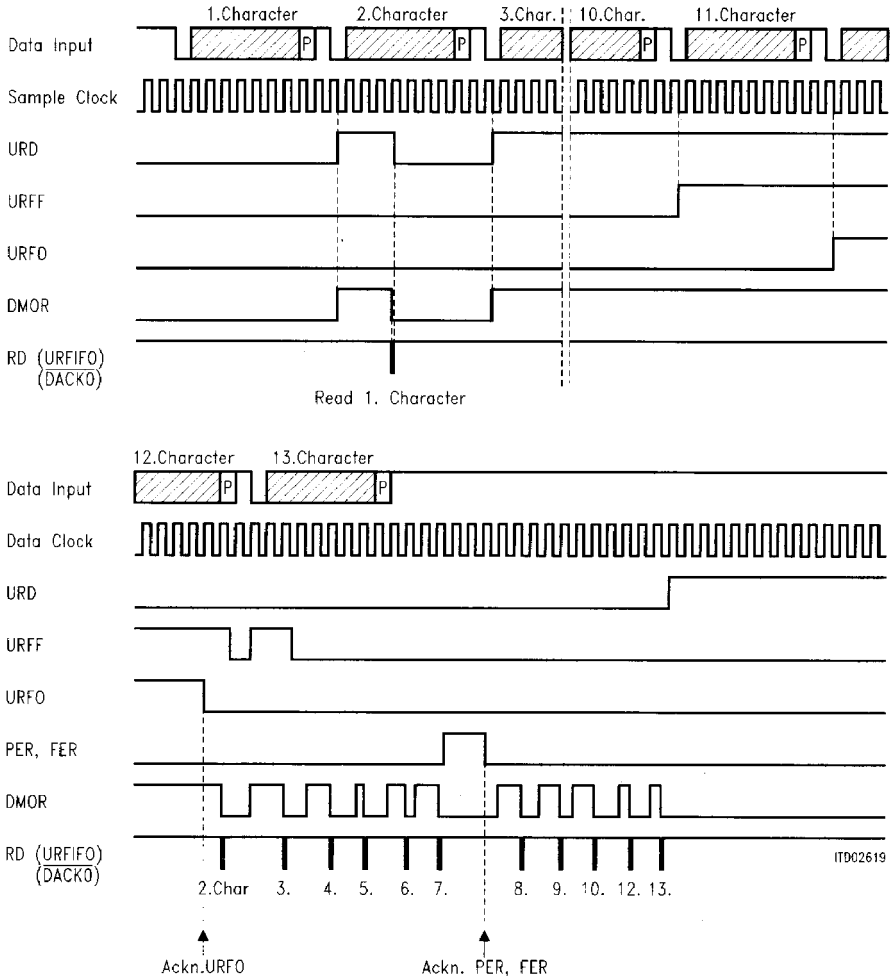 1.Character 2.Character 3.Char. 10.Char. 11.Character
Data Input P P P P
Sample Clock
URD
URFF
URFO
DMOR
RD (URFIFO)
(DACK0)
Read 1. Character
12.Character 13.Character
Data Input P P
Data Clock
URD
URFF
URFO
PER, FER
DMOR
RD (URFIFO)
(DACK0)
ITD02619
2.Char 3. 4. 5. 6. 7. 8. 9. 10. 12. 13.
Ackn.URFO Ackn. PER, FER